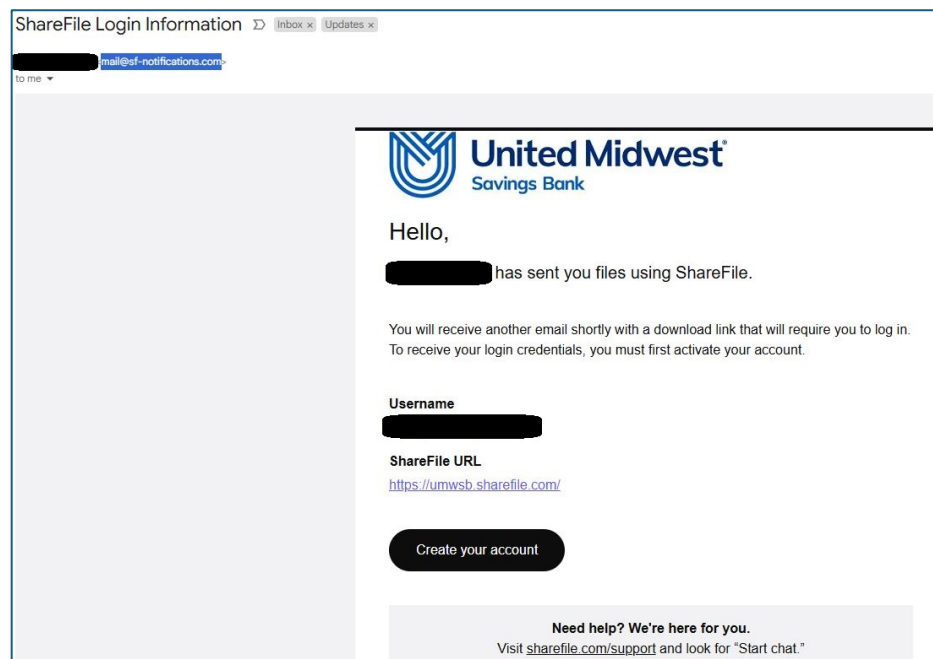 ShareFile Login Information Inbox x Updates x
mail@sf-notifications.com>
to me
United Midwest®
Savings Bank
Hello,
has sent you files using ShareFile.
You will receive another email shortly with a download link that will require you to log in.
To receive your login credentials, you must first activate your account.
Username
ShareFile URL
https://umwsb.sharefile.com/
Create your account
Need help? We're here for you.
Visit sharefile.com/support and look for “Start chat.”